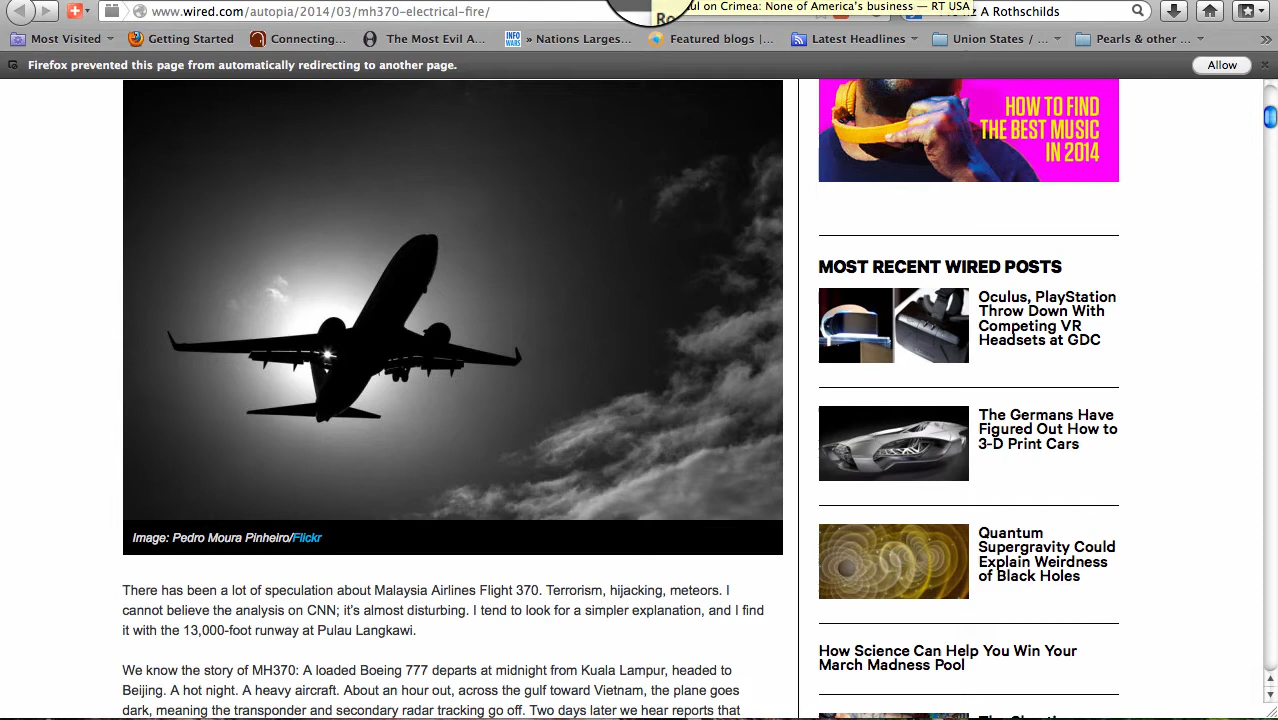 www.wired.com/autopia/2014/03/mh370-electrical-fire/
ul on Crimea: None of America's business — RT USA
A Rothschilds
Most Visited
Getting Started
Connecting...
The Most Evil A...
INFO WARS
» Nations Larges...
Featured blogs |...
Latest Headlines
Union States / ...
Pearls & other ...
Firefox prevented this page from automatically redirecting to another page.
Allow
HOW TO FIND
THE BEST MUSIC
IN 2014
MOST RECENT WIRED POSTS
Oculus, PlayStation
Throw Down With
Competing VR
Headsets at GDC
The Germans Have
Figured Out How to
3-D Print Cars
Quantum
Supergravity Could
Explain Weirdness
of Black Holes
How Science Can Help You Win Your
March Madness Pool
Image: Pedro Moura Pinheiro/Flickr
There has been a lot of speculation about Malaysia Airlines Flight 370. Terrorism, hijacking, meteors. I
cannot believe the analysis on CNN; it's almost disturbing. I tend to look for a simpler explanation, and I find
it with the 13,000-foot runway at Pulau Langkawi.
We know the story of MH370: A loaded Boeing 777 departs at midnight from Kuala Lampur, headed to
Beijing. A hot night. A heavy aircraft. About an hour out, across the gulf toward Vietnam, the plane goes
dark, meaning the transponder and secondary radar tracking go off. Two days later we hear reports that